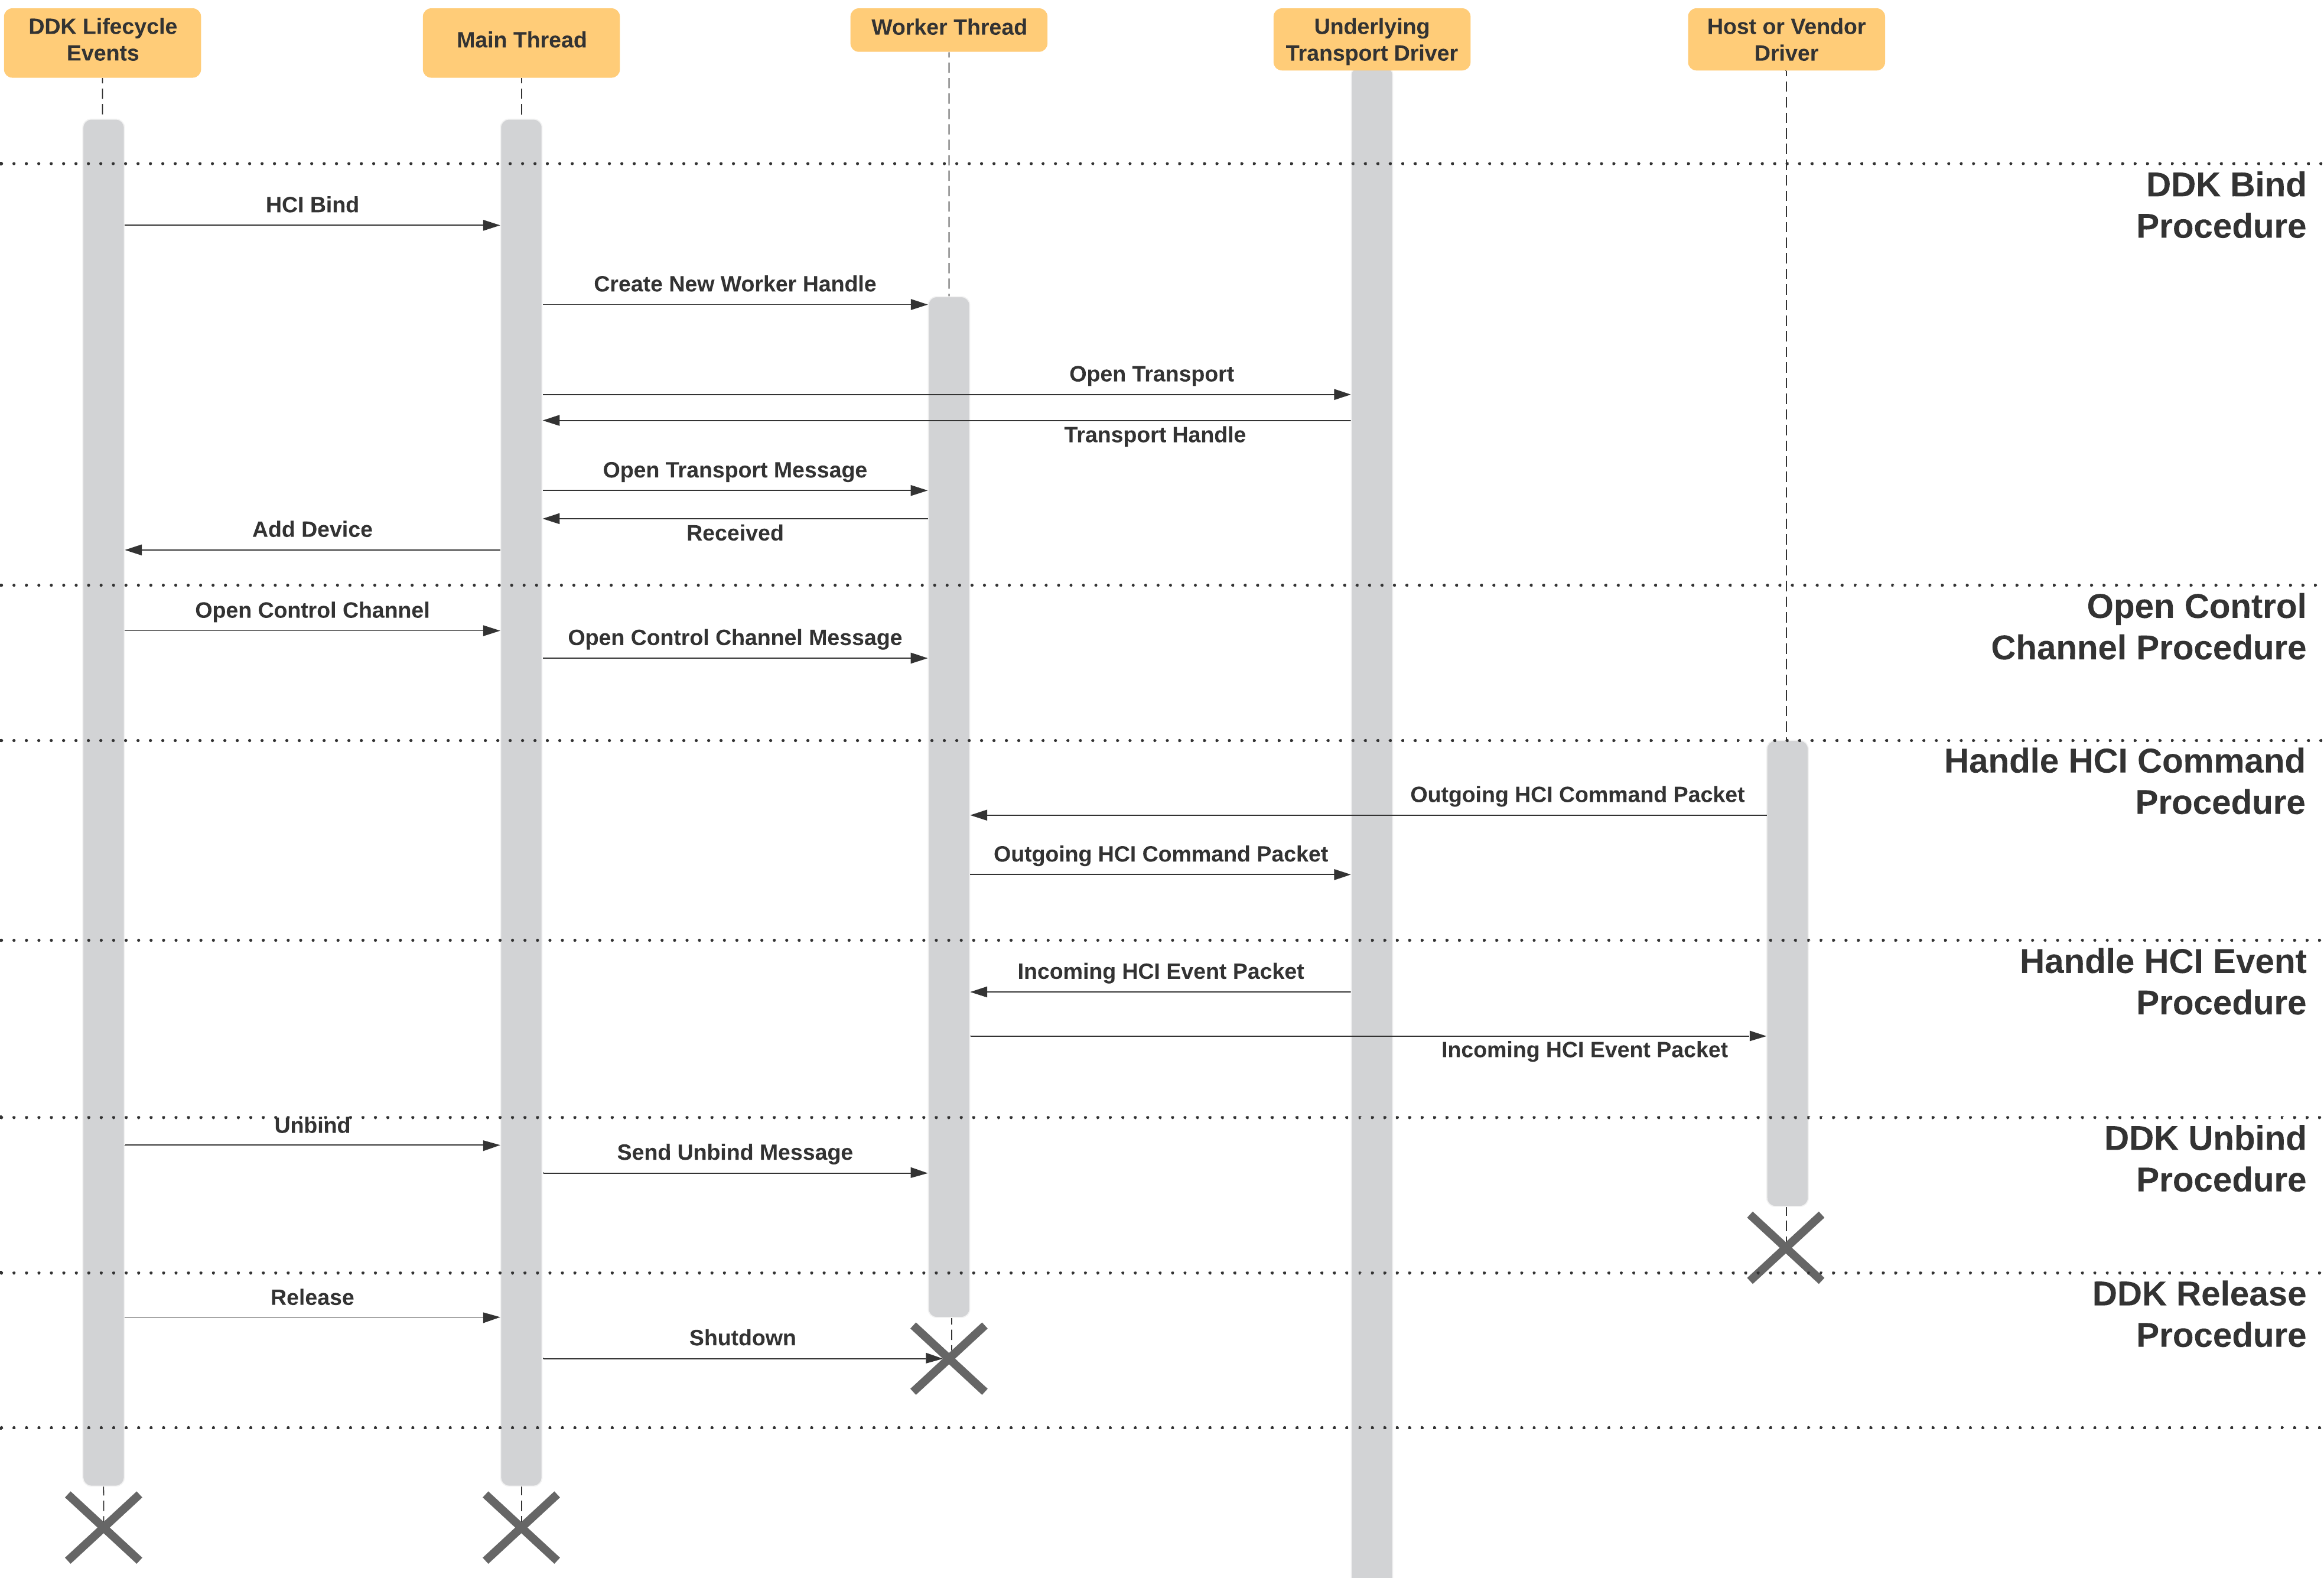 DDK Lifecycle
Events
Main Thread
Worker Thread
Underlying
Transport Driver
Host or Vendor
Driver
DDK Bind
Procedure
HCI Bind
Create New Worker Handle
Open Transport
Transport Handle
Open Transport Message
Received
Add Device
Open Control
Channel Procedure
Open Control Channel
Open Control Channel Message
Handle HCI Command
Procedure
Outgoing HCI Command Packet
Outgoing HCI Command Packet
Handle HCI Event
Procedure
Incoming HCI Event Packet
Incoming HCI Event Packet
DDK Unbind
Procedure
Unbind
Send Unbind Message
DDK Release
Procedure
Release
Shutdown